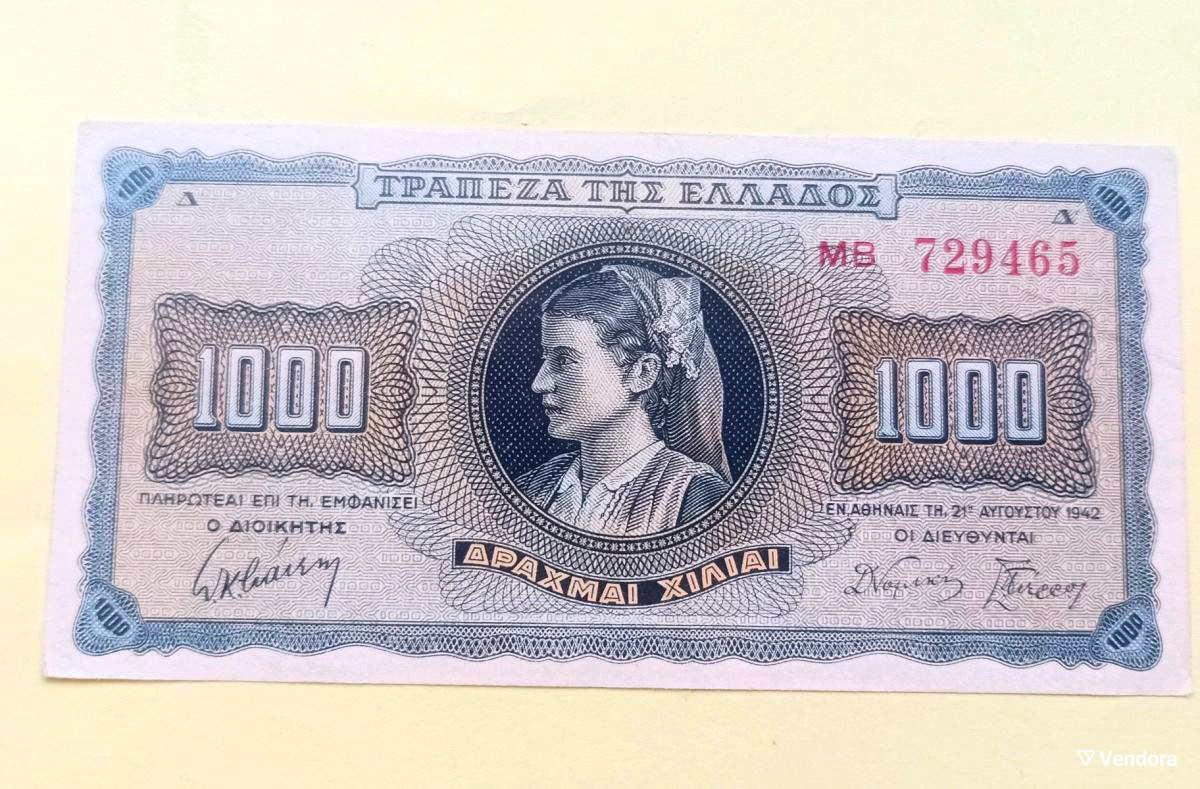 1000
1000
ΤΡΑΠΕΖΑ ΤΗΣ ΕΛΛΑΔΟΣ
Λ
ΜΒ 729465
1000
1000
ΠΛΗΡΩΤΕΑΙ ΕΠΙ ΤΗ. ΕΜΦΑΝΙΣΕΙ
Ο ΔΙΟΙΚΗΤΗΣ
ΕΝ.ΑΘΗΝΑΙΣ ΤΗ. 21ῌ ΑΥΓΟΥΣΤΟΥ 1942
ΟΙ ΔΙΕΥΘΥΝΤΑΙ
ΔΡΑΧΜΑΙ ΧΙΛΙΑΙ
1000
1000
Vendora